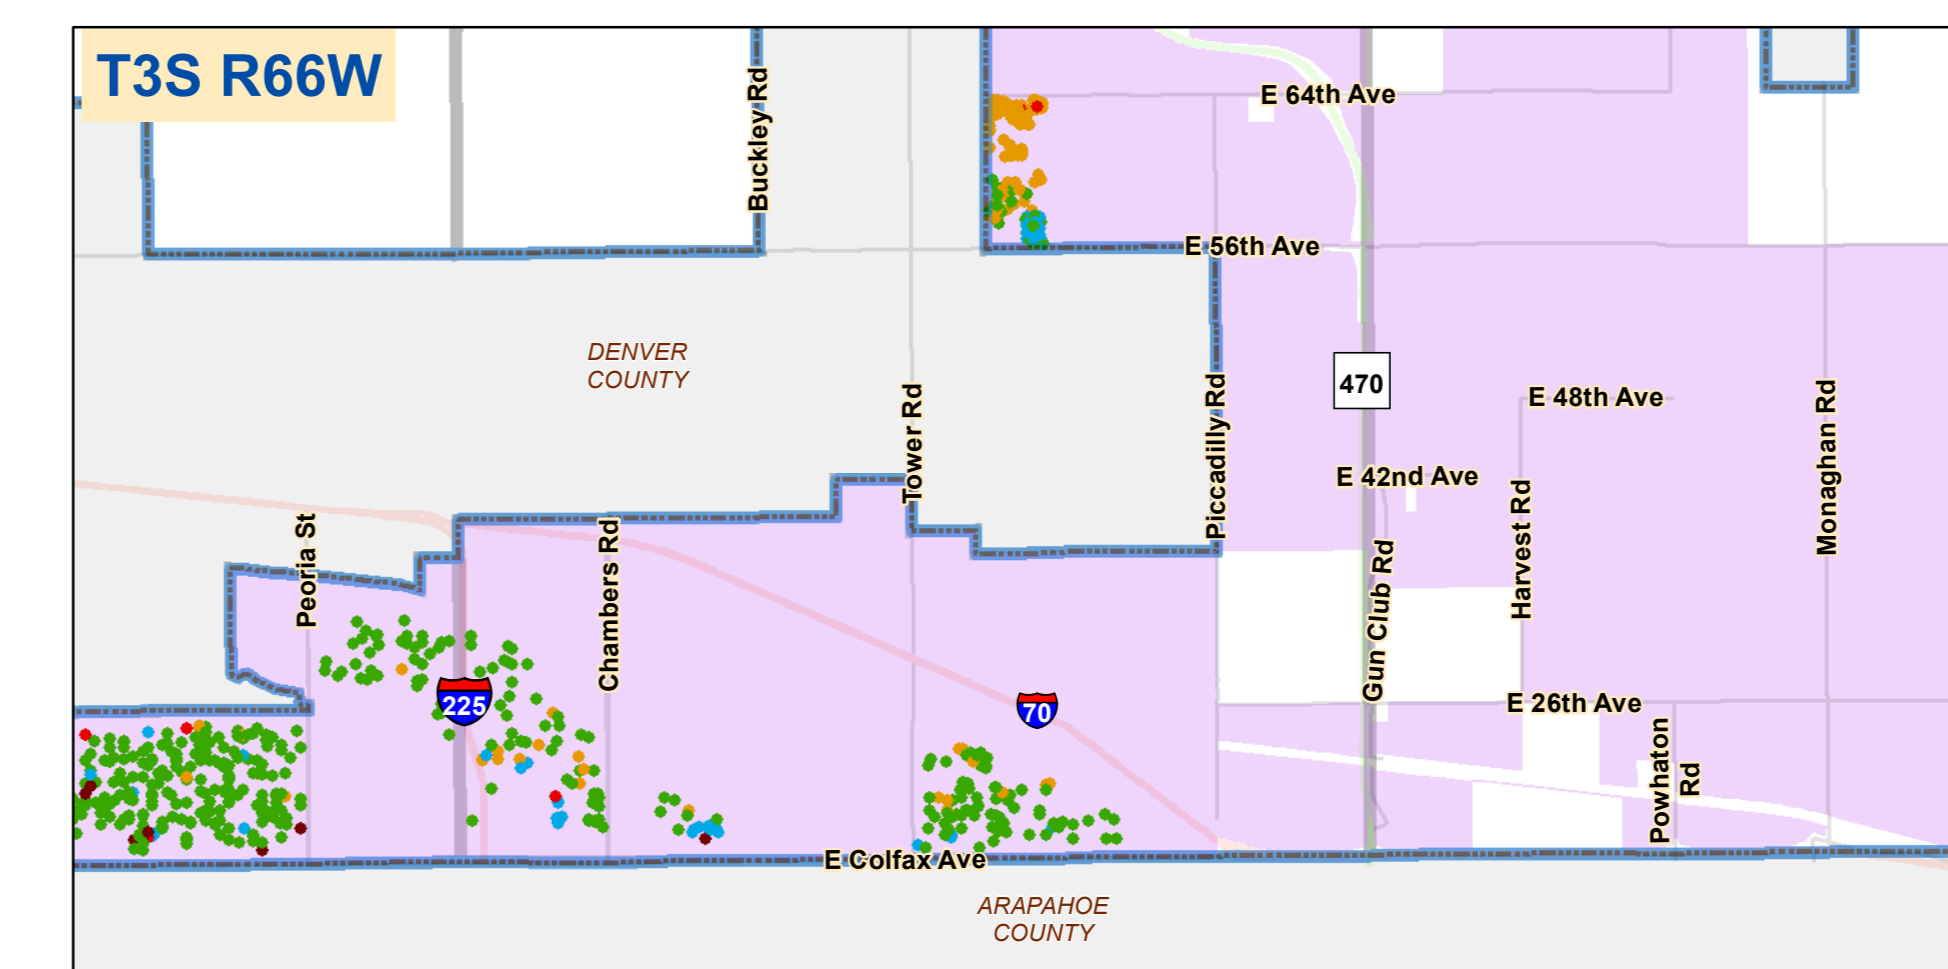 T3S R66W
Buckley Rd
E 64th Ave
E 56th Ave
DENVER
COUNTY
470
Tower Rd
Piccadilly Rd
E 48th Ave
Monaghan Rd
E 42nd Ave
Harvest Rd
Peoria St
Chambers Rd
Gun Club Rd
225
70
E 26th Ave
Powhaton
Rd
E Colfax Ave
ARAPAHOE
COUNTY